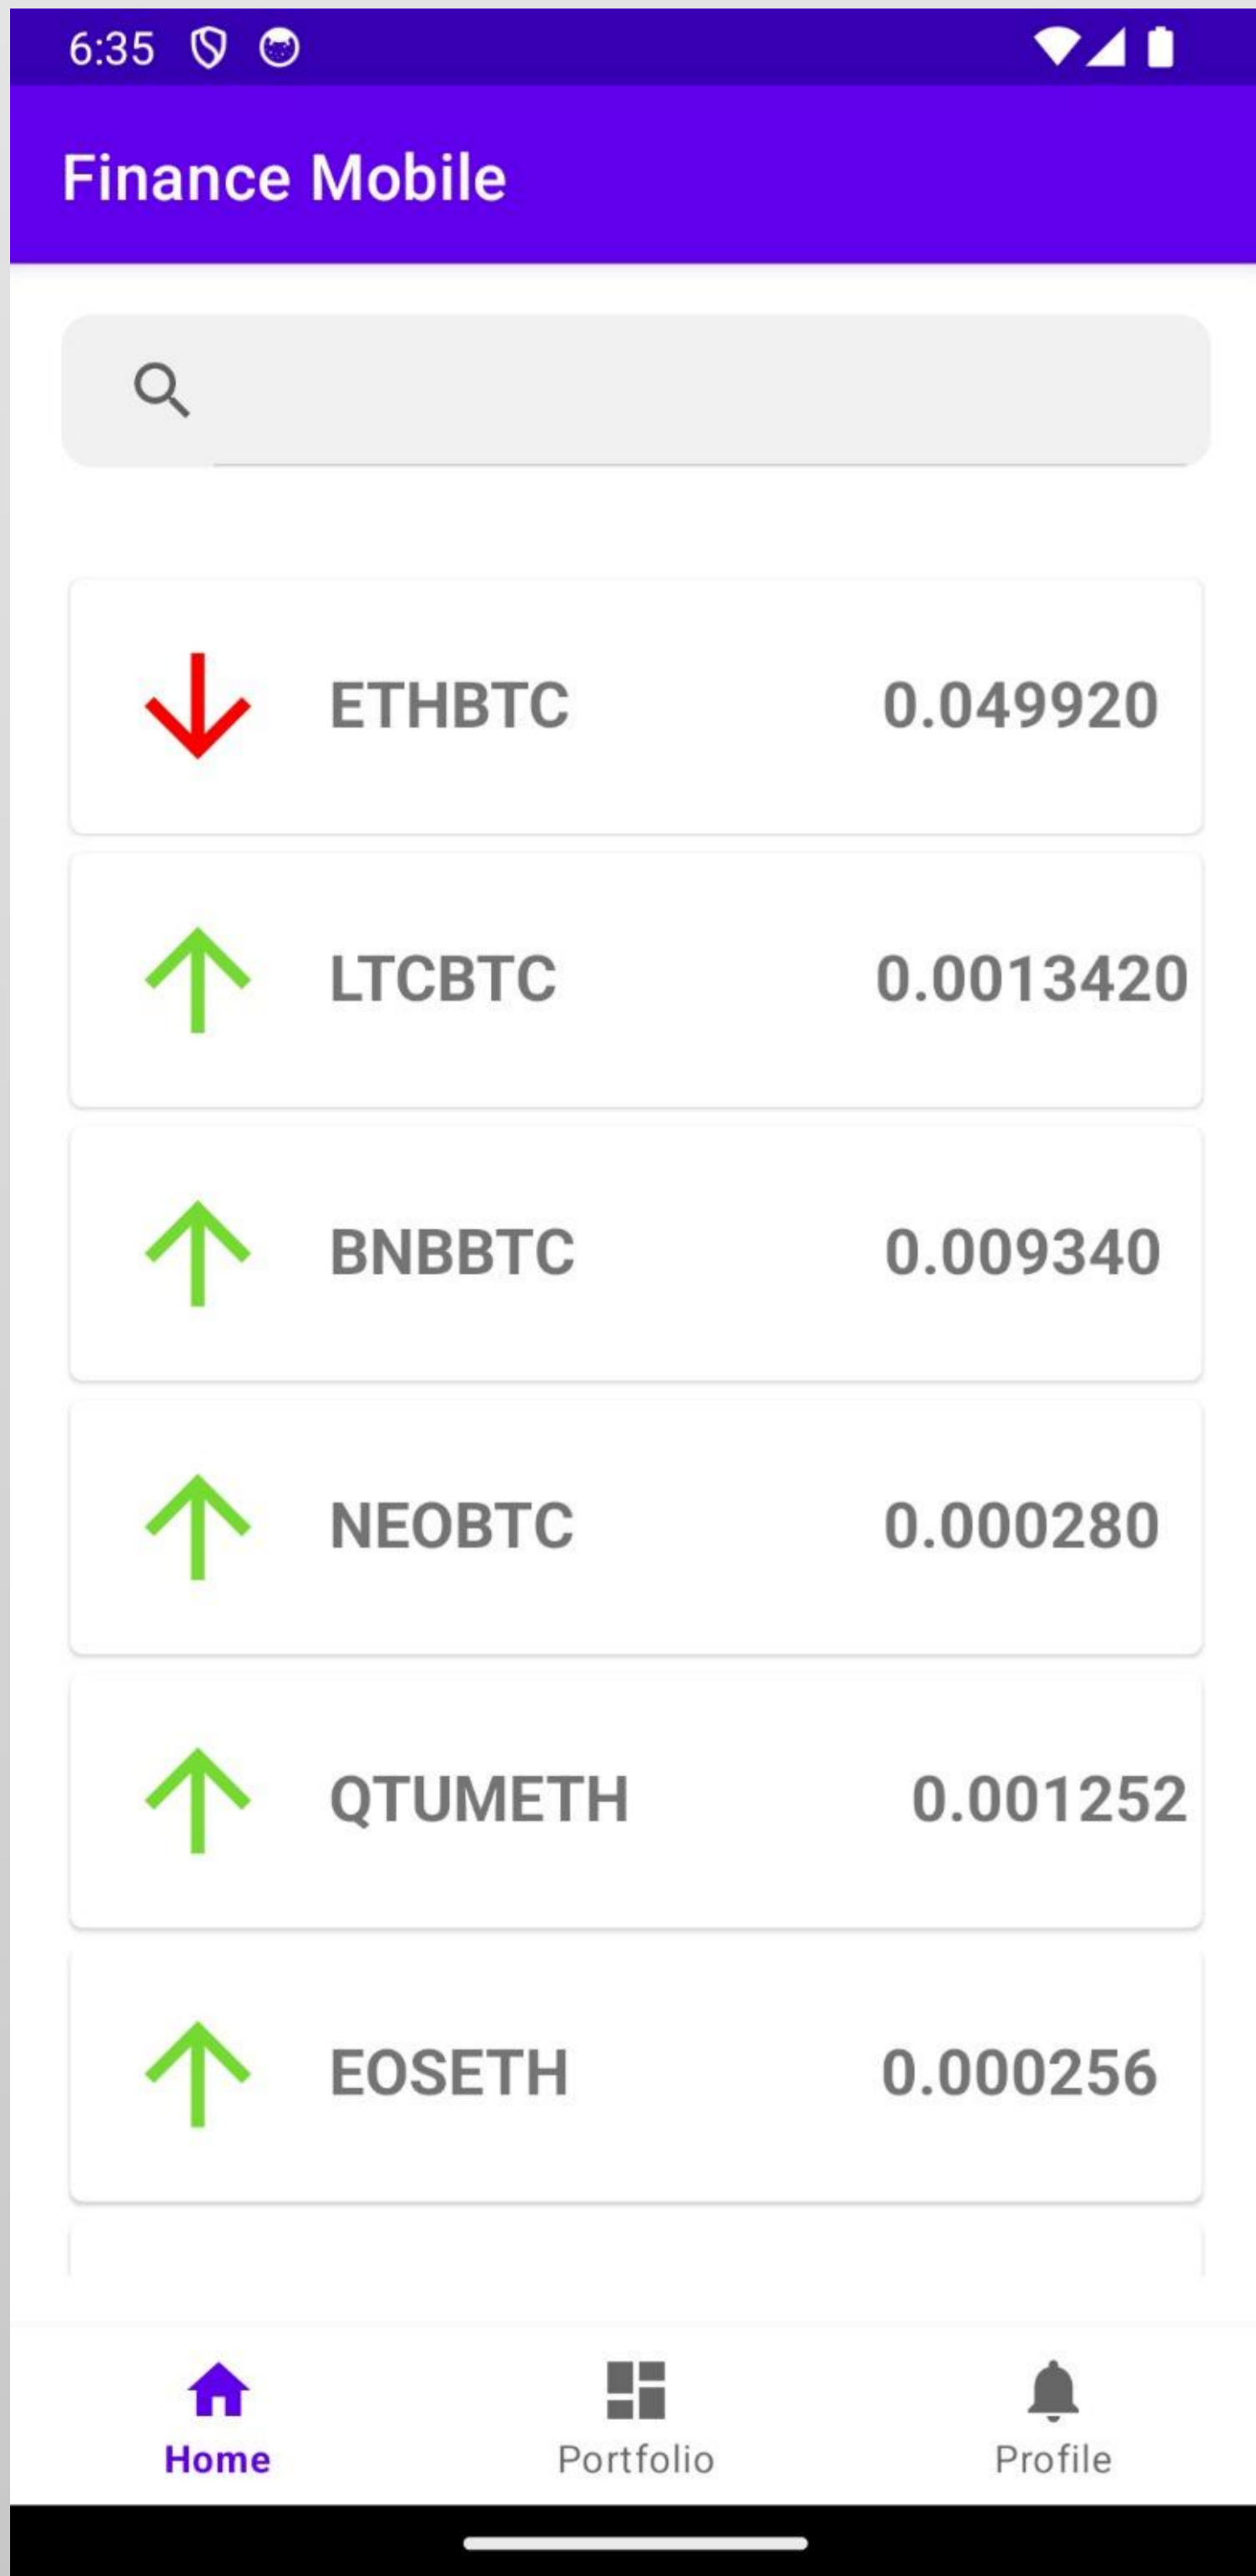 6:35
Finance Mobile
ETHBTC 0.049920
LTCBTC 0.0013420
BNBBTC 0.009340
NEOBTC 0.000280
QTUMETH 0.001252
EOSETH 0.000256
Home Portfolio Profile